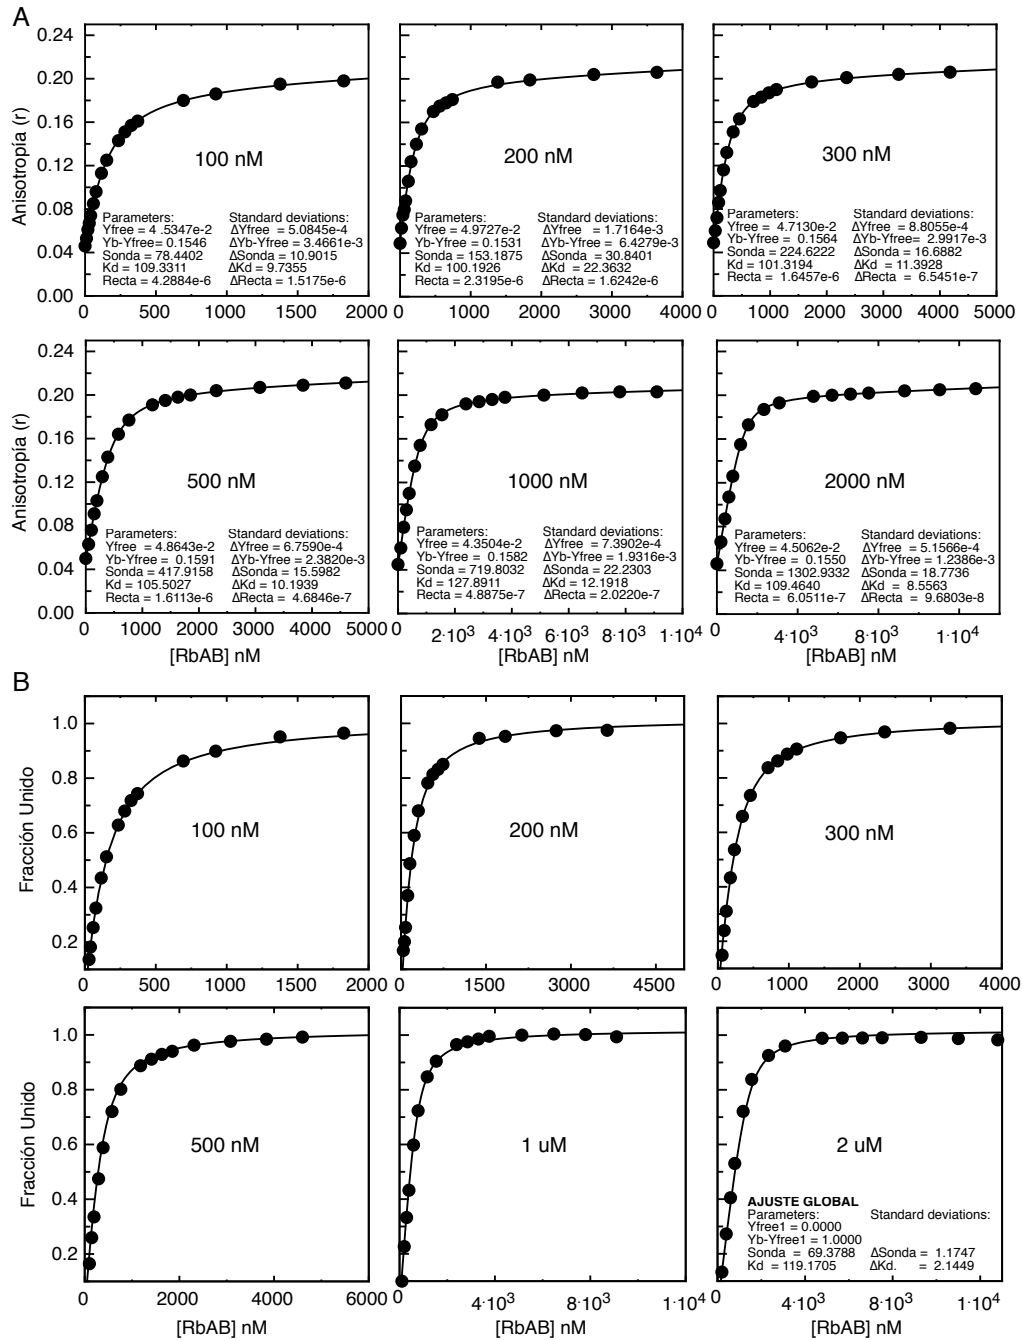 A
Anisotropía (r)
0.24
0.20
0.16
0.12
0.08
0.04
0.00
100 nM
Parameters: Standard deviations:
Yfree = 4 .5347e-2 ΔYfree = 5.0845e-4
Yb-Yfree = 0.1546 ΔYb-Yfree = 3.4661e-3
Sonda = 78.4402 ΔSonda = 10.9015
Kd = 109.3311 ΔKd = 9.7355
Recta = 4.2884e-6 ΔRecta = 1.5175e-6
0 500 1000 1500 2000
200 nM
Parameters: Standard deviations:
Yfree = 4.9727e-2 ΔYfree = 1.7164e-3
Yb-Yfree = 0.1531 ΔYb-Yfree = 6.4279e-3
Sonda = 153.1875 ΔSonda = 30.8401
Kd = 100.1926 ΔKd = 22.3632
Recta = 2.3195e-6 ΔRecta = 1.6242e-6
0 1000 2000 3000 4000
300 nM
Parameters: Standard deviations:
Yfree = 4.7130e-2 ΔYfree = 8.8055e-4
Yb-Yfree = 0.1564 ΔYb-Yfree = 2.9917e-3
Sonda = 224.6222 ΔSonda = 16.6882
Kd = 101.3194 ΔKd = 11.3928
Recta = 1.6457e-6 ΔRecta = 6.5451e-7
0 1000 2000 3000 4000 5000
Anisotropía (r)
0.24
0.20
0.16
0.12
0.08
0.04
0.00
500 nM
Parameters: Standard deviations:
Yfree = 4.8643e-2 ΔYfree = 6.7590e-4
Yb-Yfree = 0.1591 ΔYb-Yfree = 2.3820e-3
Sonda = 417.9158 ΔSonda = 15.5982
Kd = 105.5027 ΔKd = 10.1939
Recta = 1.6113e-6 ΔRecta = 4.6846e-7
0 1000 2000 3000 4000 5000
[RbAB] nM
1000 nM
Parameters: Standard deviations:
Yfree = 4.3504e-2 ΔYfree = 7.3902e-4
Yb-Yfree = 0.1582 ΔYb-Yfree = 1.9316e-3
Sonda = 719.8032 ΔSonda = 22.2303
Kd = 127.8911 ΔKd = 12.1918
Recta = 4.8875e-7 ΔRecta = 2.0220e-7
0 2·10³ 4·10³ 6·10³ 8·10³ 1·10⁴
[RbAB] nM
2000 nM
Parameters: Standard deviations:
Yfree = 4.5062e-2 ΔYfree = 5.1566e-4
Yb-Yfree = 0.1550 ΔYb-Yfree = 1.2386e-3
Sonda = 1302.9332 ΔSonda = 18.7736
Kd = 109.4640 ΔKd = 8.5563
Recta = 6.0511e-7 ΔRecta = 9.6803e-8
0 4·10³ 8·10³ 1·10⁴
[RbAB] nM
B
Fracción Unido
1.0
0.8
0.6
0.4
0.2
100 nM
0 500 1000 1500 2000
200 nM
0 1500 3000 4500
300 nM
0 1000 2000 3000 4000
Fracción Unido
1.0
0.8
0.6
0.4
0.2
500 nM
0 2000 4000 6000
[RbAB] nM
1 uM
0 4·10³ 8·10³ 1·10⁴
[RbAB] nM
2 uM
AJUSTE GLOBAL
Parameters: Standard deviations:
Yfree1 = 0.0000
Yb-Yfree1 = 1.0000
Sonda = 69.3788 ΔSonda = 1.1747
Kd = 119.1705 ΔKd. = 2.1449
0 4·10³ 8·10³ 1·10⁴
[RbAB] nM